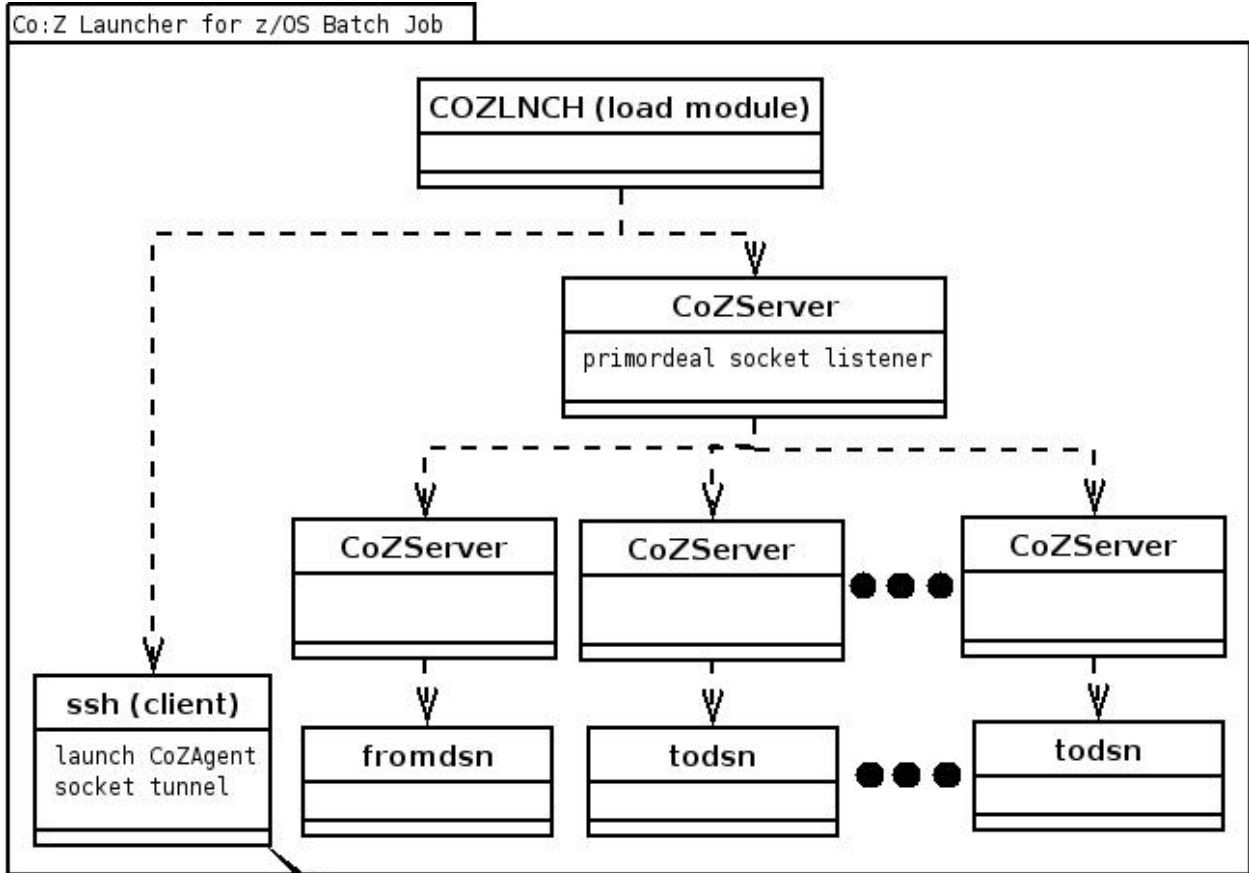 Co:Z Launcher for z/OS Batch Job
COZLNCH (load module)
CoZServer
primordeal socket listener
CoZServer
CoZServer
CoZServer
ssh (client)
launch CoZAgent
socket tunnel
fromdsn
todsn
todsn